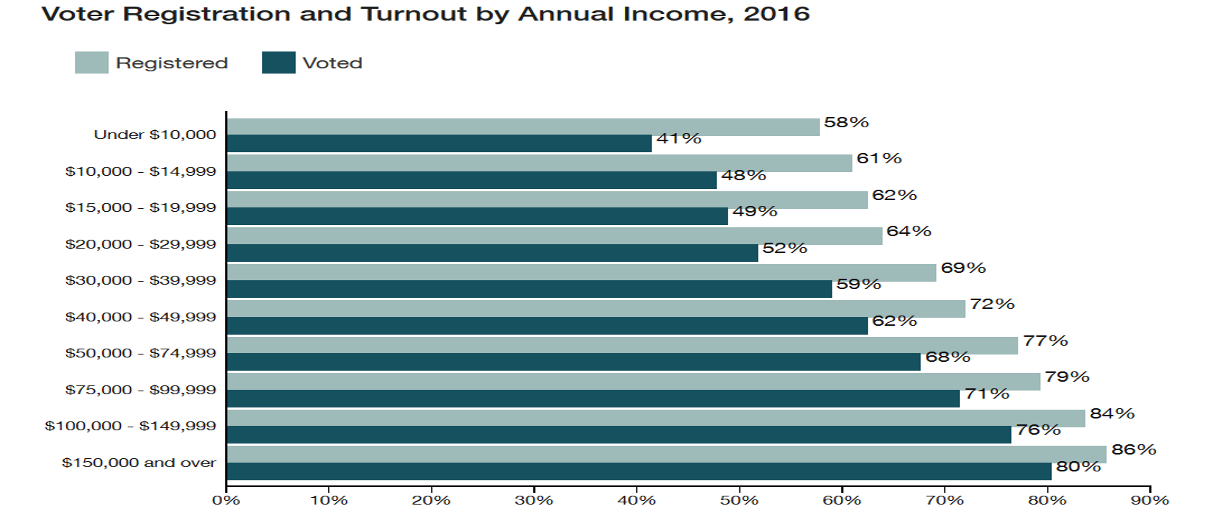 Voter Registration and Turnout by Annual Income, 2016
Registered Voted
Under $10,000 58%
41%
$10,000 - $14,999 61%
48%
$15,000 - $19,999 62%
49%
$20,000 - $29,999 64%
52%
$30,000 - $39,999 69%
59%
$40,000 - $49,999 72%
62%
$50,000 - $74,999 77%
68%
$75,000 - $99,999 79%
71%
$100,000 - $149,999 84%
76%
$150,000 and over 86%
80%
0% 10% 20% 30% 40% 50% 60% 70% 80% 90%